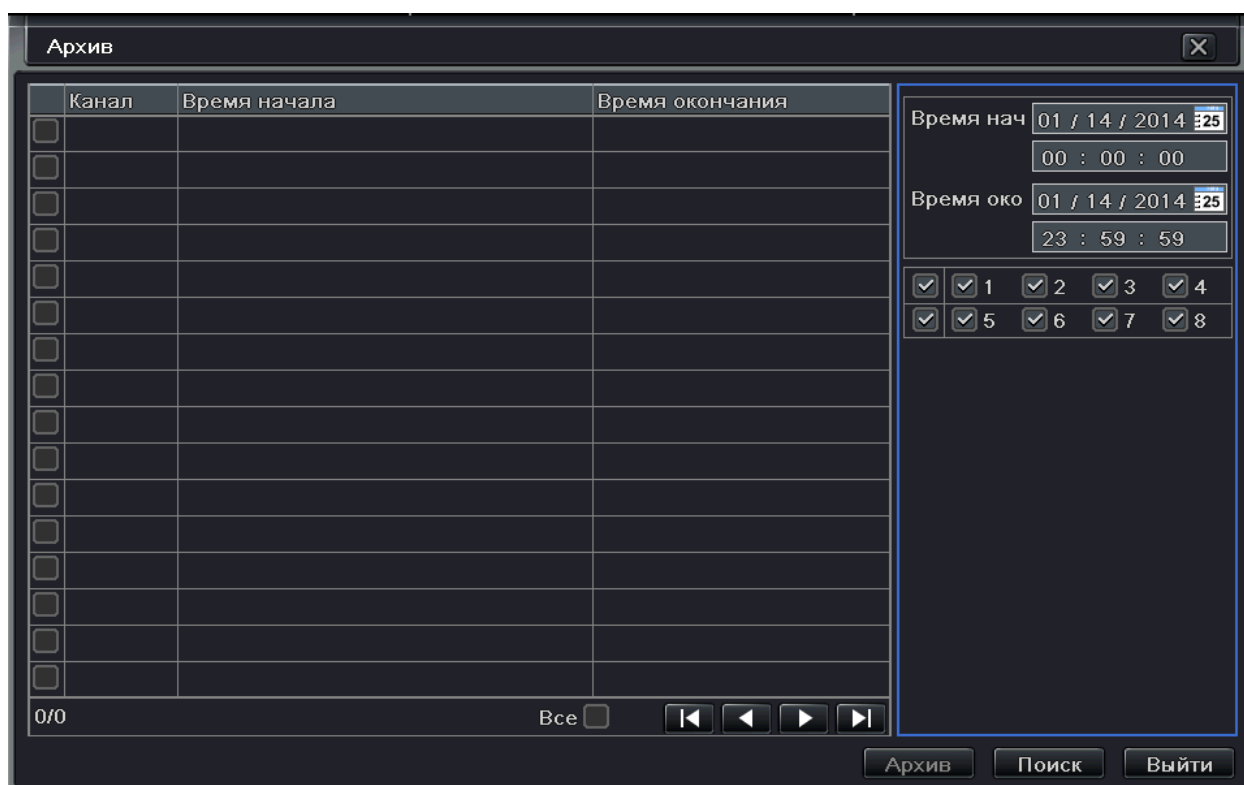 Архив
Канал Время начала Время окончания
Время нач 01 / 14 / 2014 25
00 : 00 : 00
Время око 01 / 14 / 2014 25
23 : 59 : 59
1 2 3 4
5 6 7 8
0/0 Все
Архив Поиск Выйти